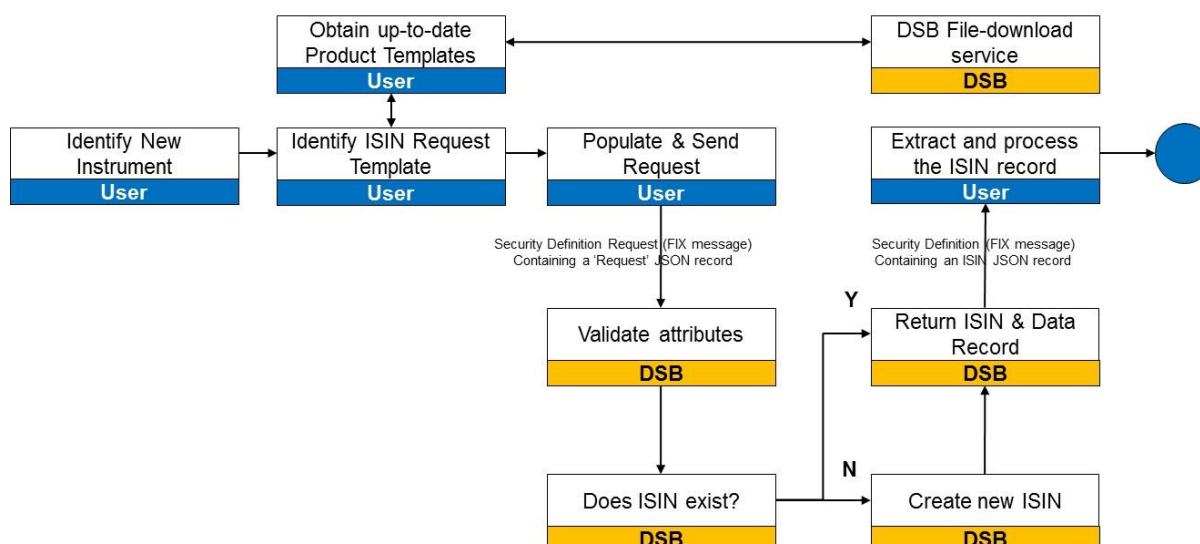 Obtain up-to-date
Product Templates
User
DSB File-download
service
DSB
Identify New
Instrument
User
Identify ISIN Request
Template
User
Populate & Send
Request
User
Extract and process
the ISIN record
User
Security Definition Request (FIX message)
Containing a ‘Request’ JSON record
Security Definition (FIX message)
Containing an ISIN JSON record
Validate attributes
DSB
Y
Return ISIN & Data
Record
DSB
Does ISIN exist?
DSB
N
Create new ISIN
DSB